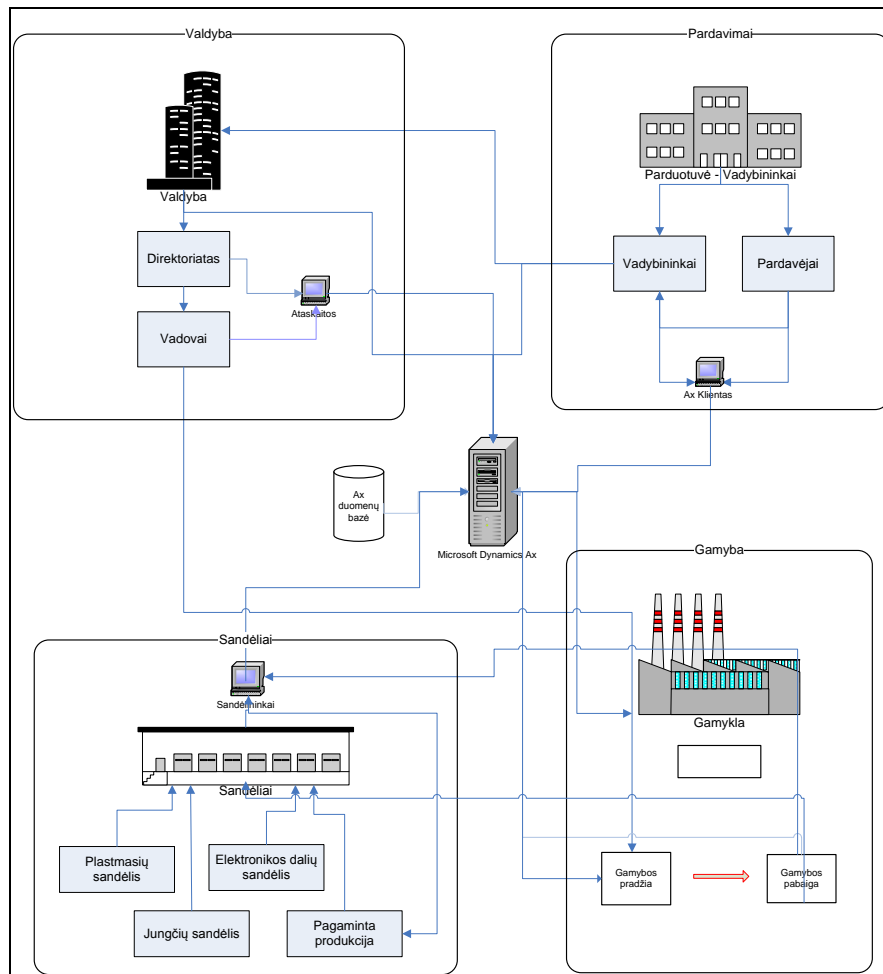 Valdyba
Pardavimai
Valdyba
Parduotuvė - Vadybininkai
Direktoriatas
Vadybininkai
Pardavėjai
Ataskaitos
Vadovai
Ax Klientas
Ax
duomenų
bazė
Microsoft Dynamics Ax
Gamyba
Sandėliai
Sandėlininkai
Gamykla
Sandėliai
Plastmasių
sandėlis
Elektronikos dalių
sandėlis
Gamybos
pradžia
Gamybos
pabaiga
Jungčių sandėlis
Pagaminta
produkcija